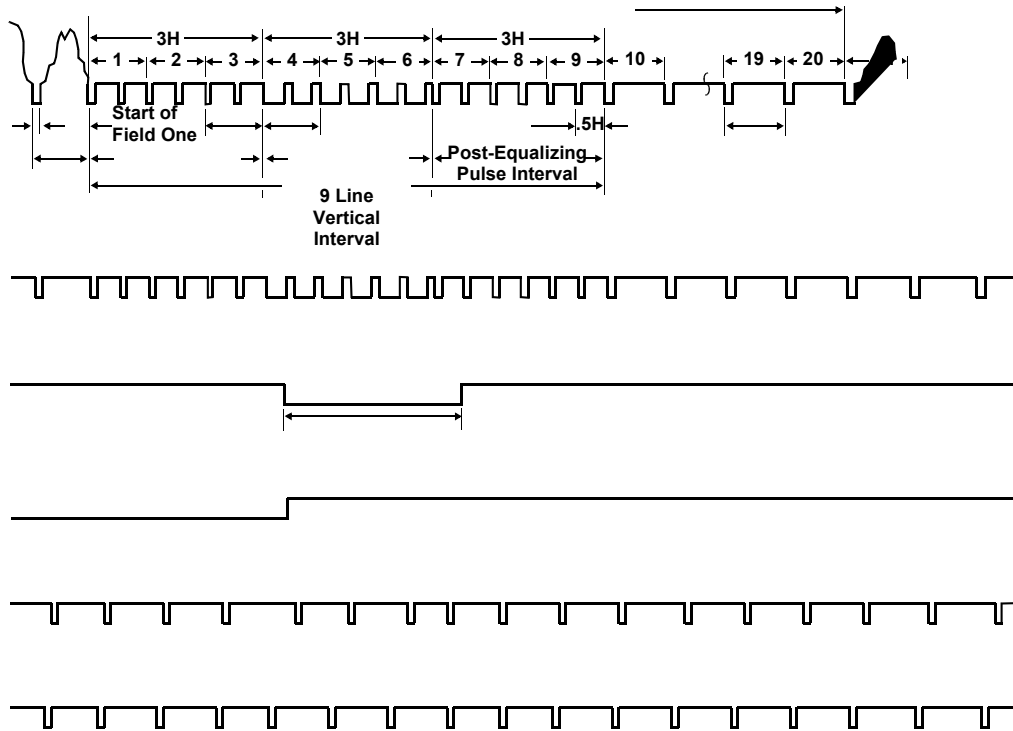 3H 3H 3H
1 2 3 4 5 6 7 8 9 10 19 20
Start of
Field One
.5H
Post-Equalizing
Pulse Interval
9 Line
Vertical
Interval